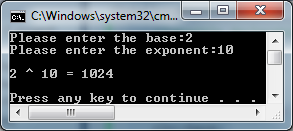 C:\Windows\system32\cm...
Please enter the base:2
Please enter the exponent:10
2 ^ 10 = 1024
Press any key to continue . . .